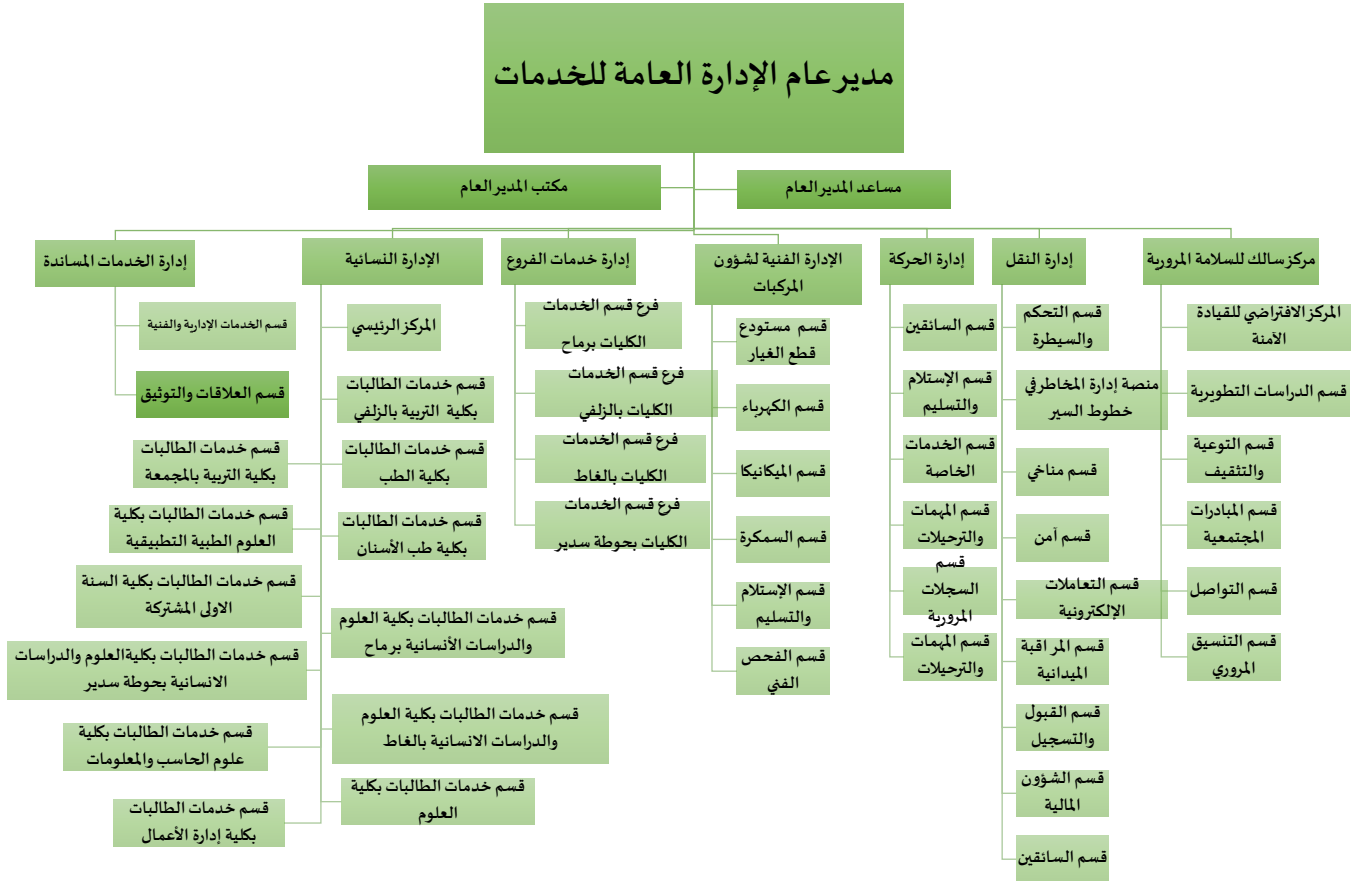 مدير عام الإدارة العامة للخدمات
مساعد المدير العام
مكتب المدير العام
مركز سالك للسلامة المرورية
المركز الافتراضي للقيادة
الآمنة
قسم الدراسات التطويرية
قسم التوعية
والتثقيف
قسم المبادرات
المجتمعية
قسم التواصل
قسم التنسيق
المروري
إدارة النقل
قسم التحكم
والسيطرة
منصة إدارة المخاطر في
خطوط السير
قسم مناخي
قسم آمن
قسم التعاملات
الإلكترونية
قسم المراقبة
الميدانية
قسم القبول
والتسجيل
قسم الشؤون
المالية
قسم السائقين
إدارة الحركة
قسم السائقين
قسم الإستلام
والتسليم
قسم الخدمات
الخاصة
قسم المهمات
والترحيلات
قسم
السجلات
المرورية
قسم المهمات
والترحيلات
الإدارة الفنية لشؤون
المركبات
قسم مستودع
قطع الغيار
قسم الكهرباء
قسم الميكانيكا
قسم السمكرة
قسم الإستلام
والتسليم
قسم الفحص
الفني
إدارة خدمات الفروع
فرع قسم الخدمات
الكليات برماح
فرع قسم الخدمات
الكليات بالزلفي
فرع قسم الخدمات
الكليات بالغاط
فرع قسم الخدمات
الكليات بحوطة سدير
الإدارة النسائية
المركز الرئيسي
قسم خدمات الطالبات
بكلية التربية بالزلفي
قسم خدمات الطالبات
بكلية الطب
قسم خدمات الطالبات
بكلية التربية بالمجمعة
قسم خدمات الطالبات
بكلية طب الأسنان
قسم خدمات الطالبات بكلية
العلوم الطبية التطبيقية
قسم خدمات الطالبات بكلية السنة
الاولى المشتركة
قسم خدمات الطالبات بكلية العلوم
والدراسات الأنسانية برماح
قسم خدمات الطالبات بكليةالعلوم والدراسات
الانسانية بحوطة سدير
قسم خدمات الطالبات بكلية العلوم
والدراسات الانسانية بالغاط
قسم خدمات الطالبات بكلية
علوم الحاسب والمعلومات
قسم خدمات الطالبات بكلية
العلوم
قسم خدمات الطالبات
بكلية إدارة الأعمال
إدارة الخدمات المساندة
قسم الخدمات الإدارية والفنية
قسم العلاقات والتوثيق